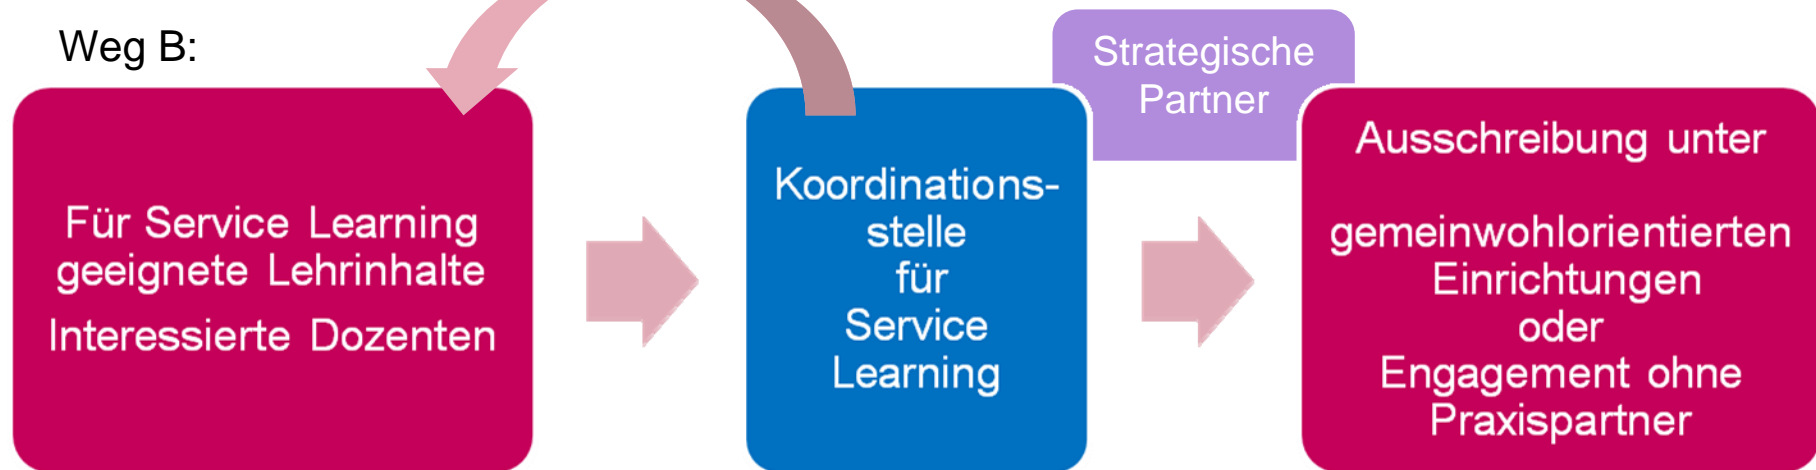 Weg B:
Für Service Learning
geeignete Lehrinhalte
Interessierte Dozenten
Koordinations-
stelle
für
Service
Learning
Strategische
Partner
Ausschreibung unter
gemeinwohlorientierten
Einrichtungen
oder
Engagement ohne
Praxispartner